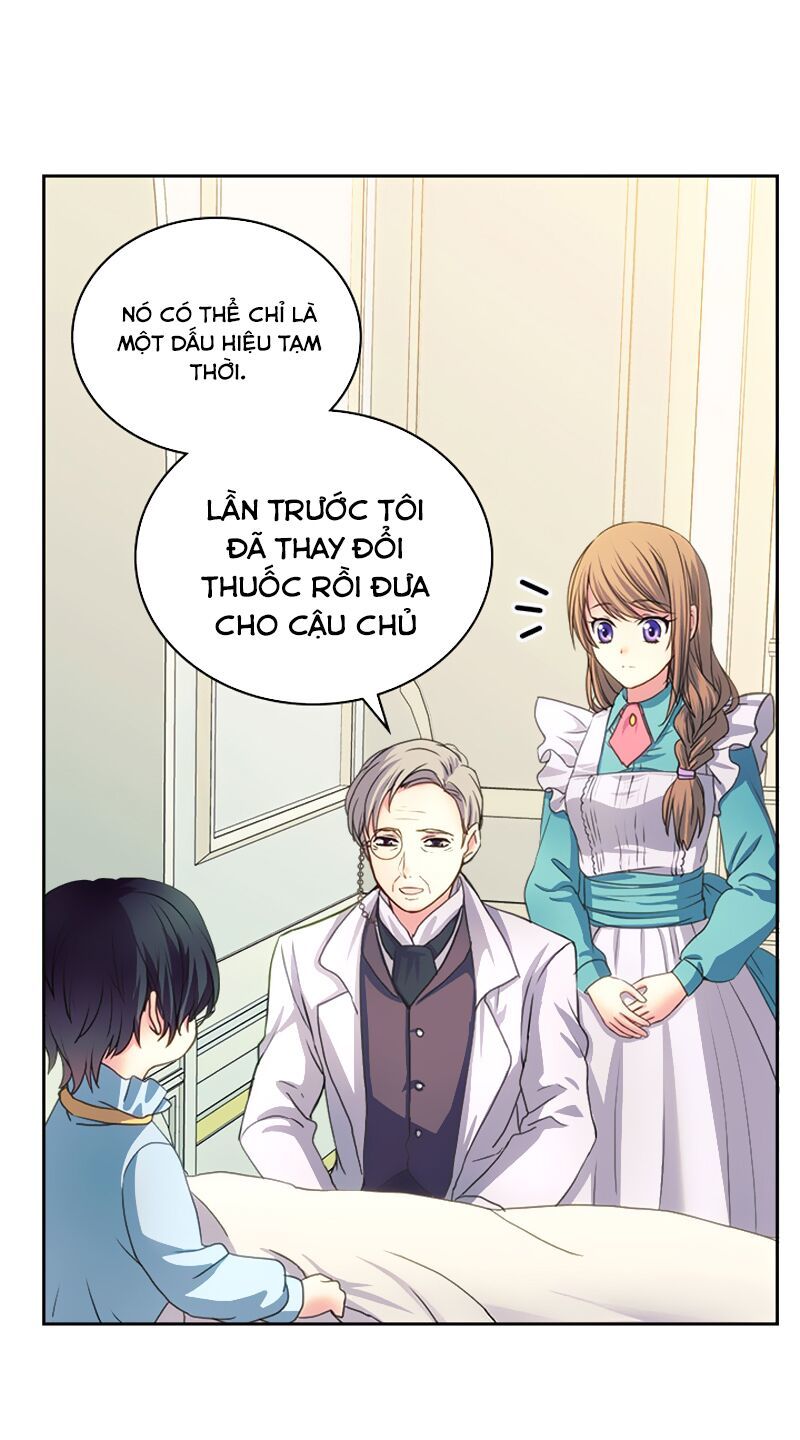 NÓ CÓ THỂ CHỈ LÀ
MỘT DẤU HIỆU TẠM
THỜI.
LẦN TRƯỚC TÔI
ĐÃ THAY ĐỔI
THUỐC RỒI ĐƯA
CHO CẬU CHỦ